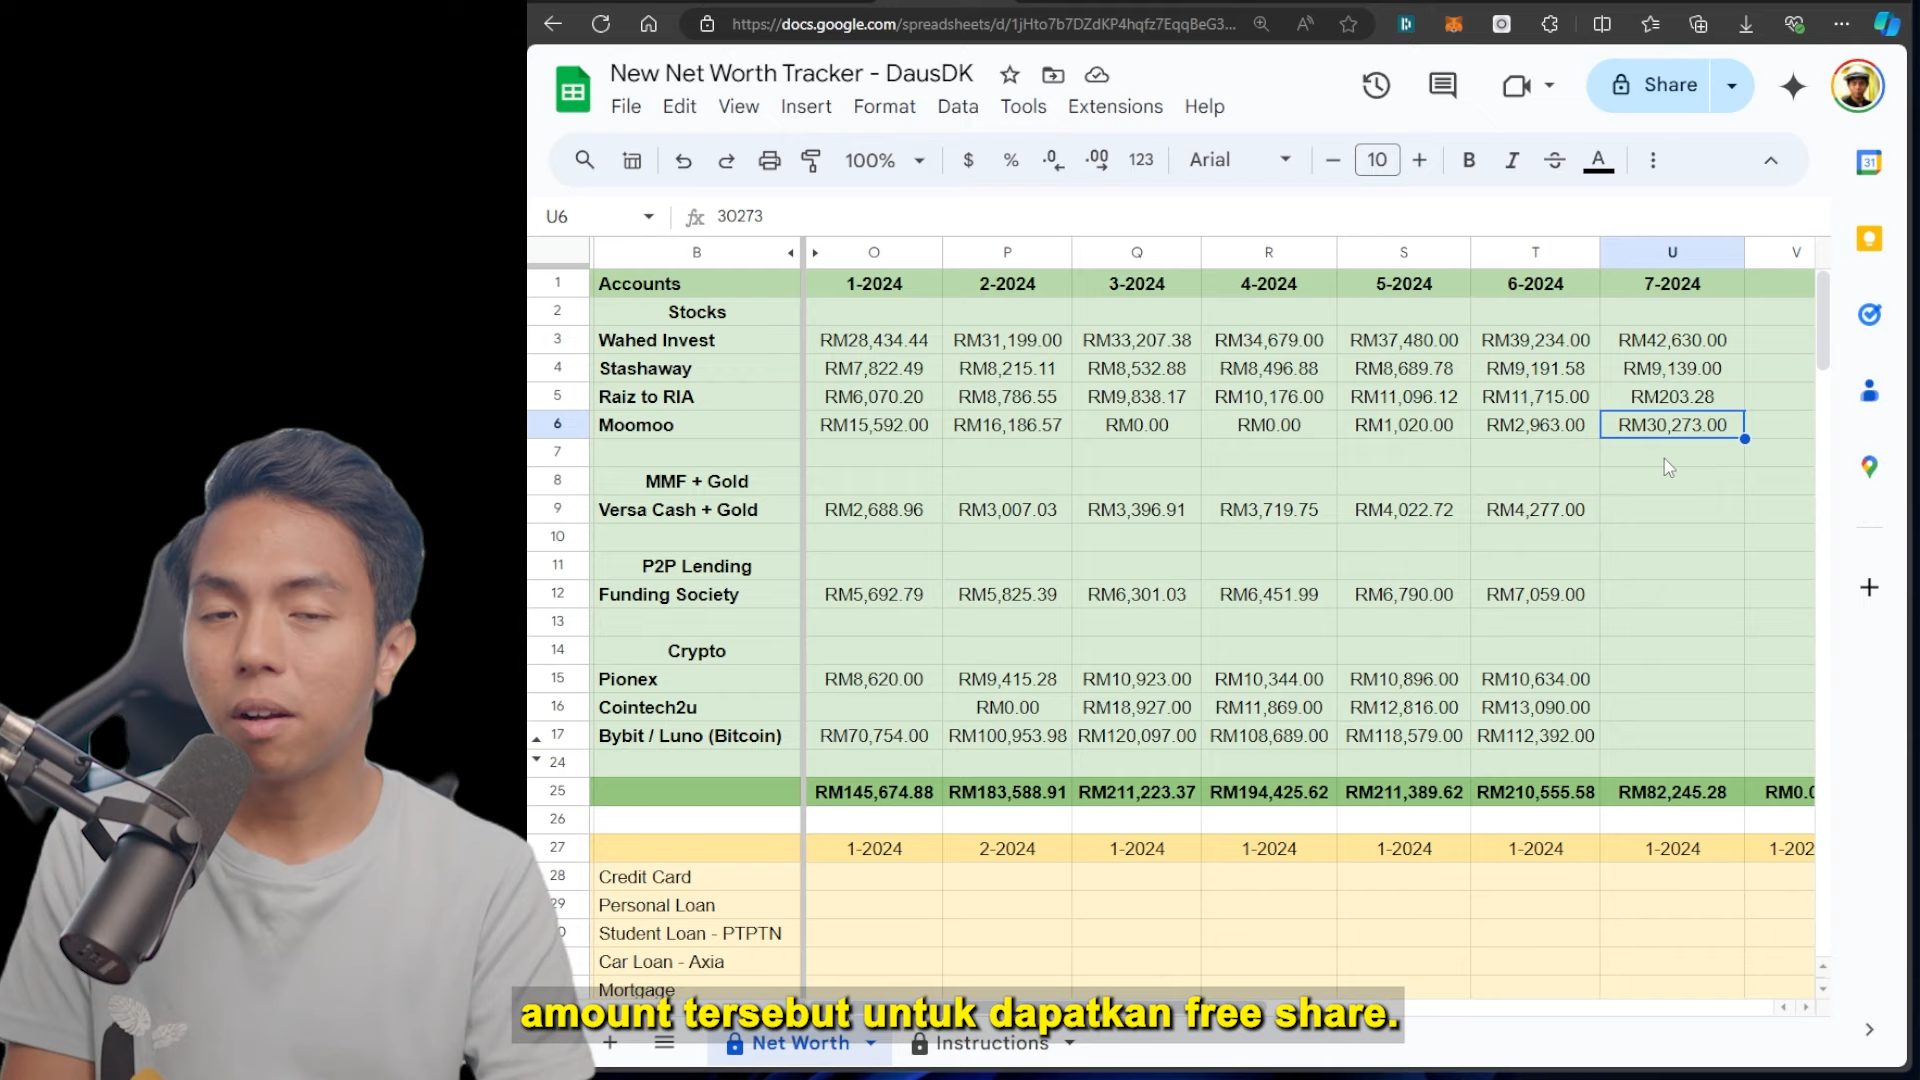 https://docs.google.com/spreadsheets/d/1jHto7b7DZdKP4hqfz7EqqBeG3...
New Net Worth Tracker - DausDK
File Edit View Insert Format Data Tools Extensions Help
Share
100% $ % .0 .00 123 Arial 10 B I A
U6 fx 30273
B O P Q R S T U V
1 Accounts 1-2024 2-2024 3-2024 4-2024 5-2024 6-2024 7-2024
2 Stocks
3 Wahed Invest RM28,434.44 RM31,199.00 RM33,207.38 RM34,679.00 RM37,480.00 RM39,234.00 RM42,630.00
4 Stashaway RM7,822.49 RM8,215.11 RM8,532.88 RM8,496.88 RM8,689.78 RM9,191.58 RM9,139.00
5 Raiz to RIA RM6,070.20 RM8,786.55 RM9,838.17 RM10,176.00 RM11,096.12 RM11,715.00 RM203.28
6 Moomoo RM15,592.00 RM16,186.57 RM0.00 RM0.00 RM1,020.00 RM2,963.00 RM30,273.00
7
8 MMF + Gold
9 Versa Cash + Gold RM2,688.96 RM3,007.03 RM3,396.91 RM3,719.75 RM4,022.72 RM4,277.00
10
11 P2P Lending
12 Funding Society RM5,692.79 RM5,825.39 RM6,301.03 RM6,451.99 RM6,790.00 RM7,059.00
13
14 Crypto
15 Pionex RM8,620.00 RM9,415.28 RM10,923.00 RM10,344.00 RM10,896.00 RM10,634.00
16 Cointech2u RM0.00 RM18,927.00 RM11,869.00 RM12,816.00 RM13,090.00
17 Bybit / Luno (Bitcoin) RM70,754.00 RM100,953.98 RM120,097.00 RM108,689.00 RM118,579.00 RM112,392.00
24
25 RM145,674.88 RM183,588.91 RM211,223.37 RM194,425.62 RM211,389.62 RM210,555.58 RM82,245.28 RM0.0
26
27 1-2024 2-2024 1-2024 1-2024 1-2024 1-2024 1-2024 1-202
28 Credit Card
29 Personal Loan
Student Loan - PTPTN
Car Loan - Axia
Mortgage
amount tersebut untuk dapatkan free share.
Net Worth Instructions
31